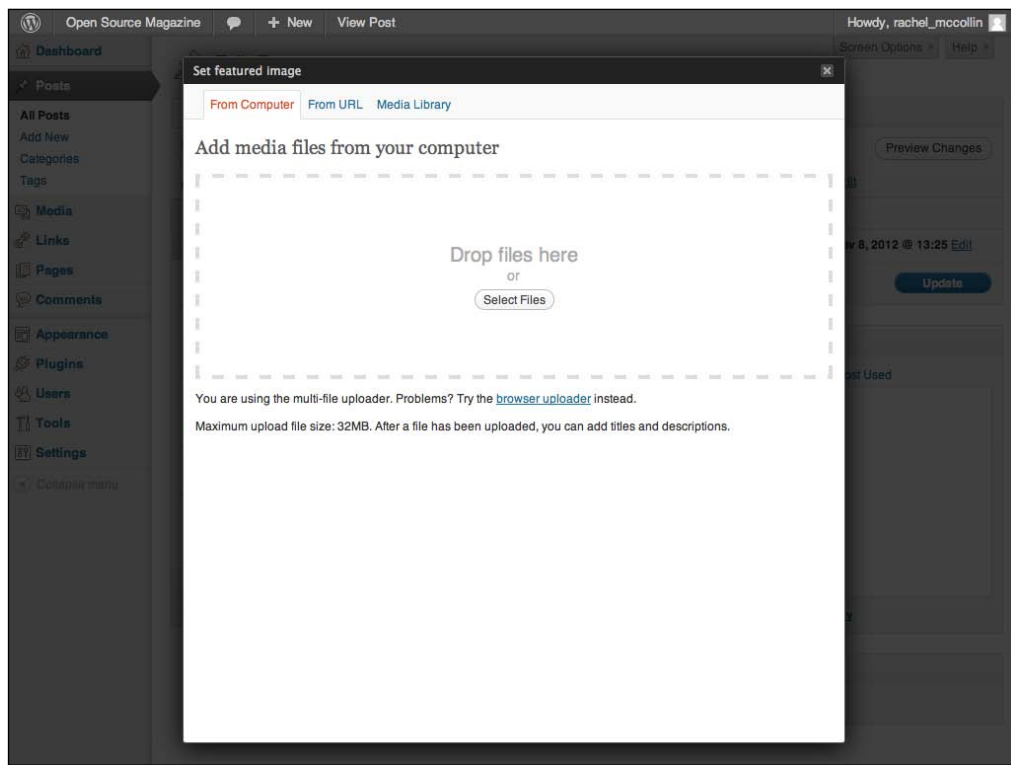 Open Source Magazine
New
View Post
Howdy, rachel_mccollin
Dashboard
Screen Options
Help
Posts
All Posts
Add New
Categories
Tags
Media
Links
Pages
Comments
Appearance
Plugins
Users
Tools
Settings
Collapse menu
Set featured image
From Computer
From URL
Media Library
Add media files from your computer
Drop files here
or
Select Files
You are using the multi-file uploader. Problems? Try the browser uploader instead.
Maximum upload file size: 32MB. After a file has been uploaded, you can add titles and descriptions.
Preview Changes
8, 2012 @ 13:25 Edit
Update
Used